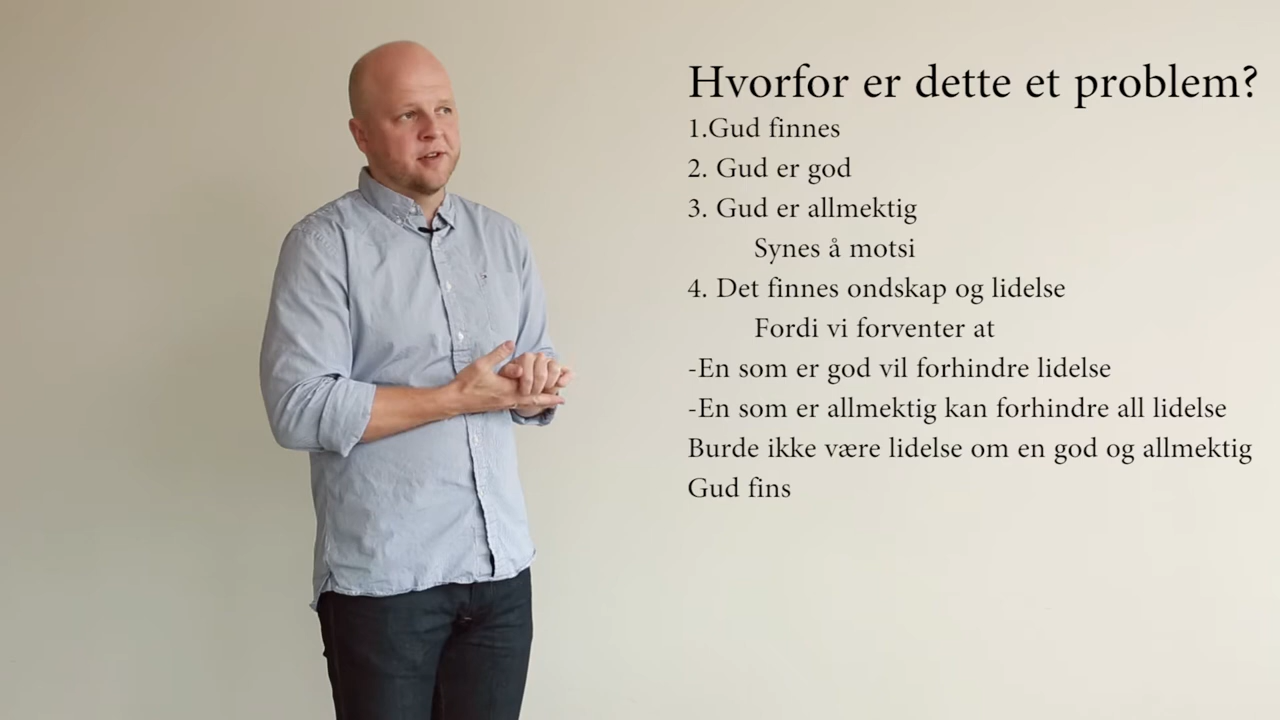 Hvorfor er dette et problem?
1.Gud finnes
2. Gud er god
3. Gud er allmektig
Synes å motsi
4. Det finnes ondskap og lidelse
Fordi vi forventer at
-En som er god vil forhindre lidelse
-En som er allmektig kan forhindre all lidelse
Burde ikke være lidelse om en god og allmektig
Gud fins